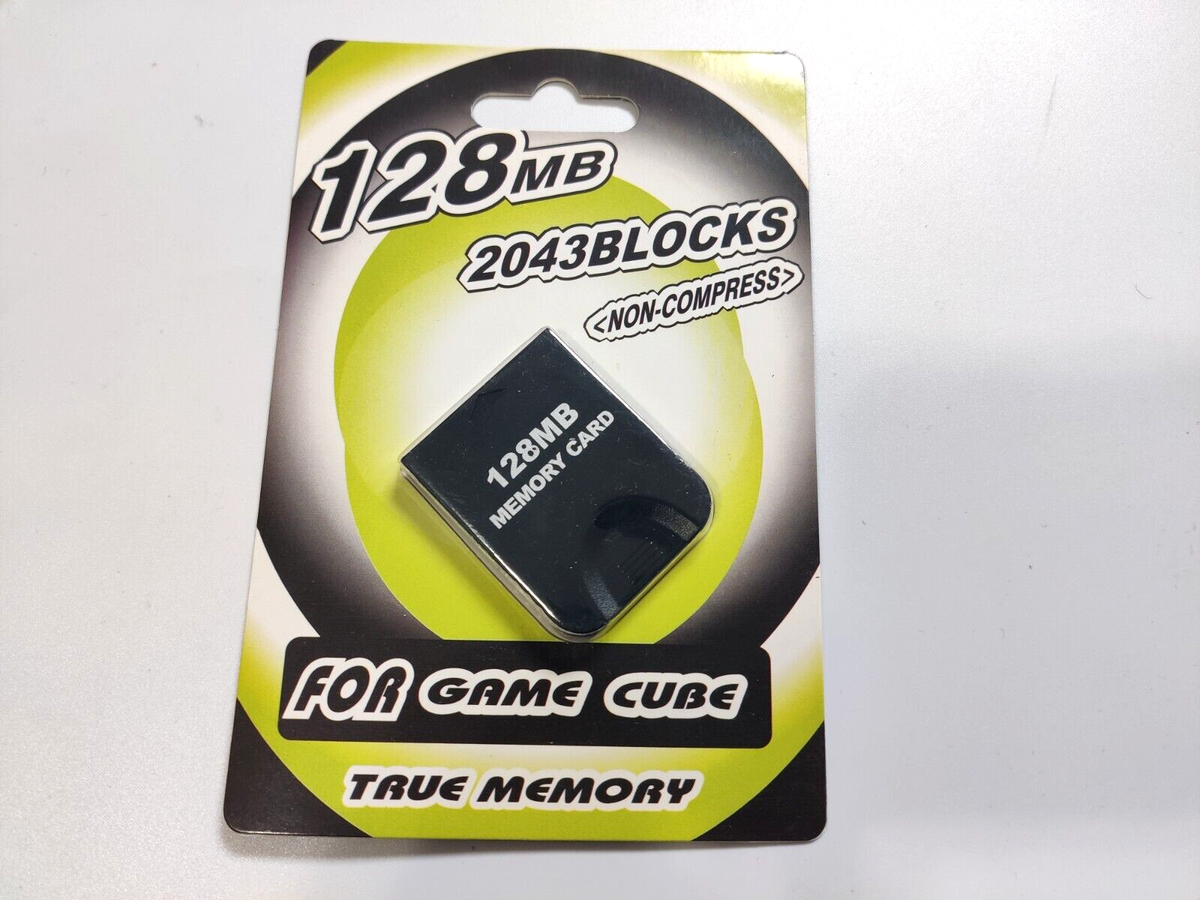 128MB
2043BLOCKS
<NON-COMPRESS>
128MB
MEMORY CARD
FOR GAME CUBE
TRUE MEMORY